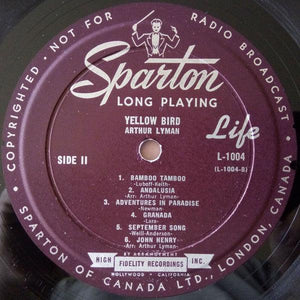 COPYRIGHTED · NOT FOR RADIO BROADCAST
Sparton
LONG PLAYING
YELLOW BIRD
ARTHUR LYMAN
Life
SIDE II
L-1004
(L-1004-B)
1. BAMBOO TAMBOO
-Luboff-Keith-
2. ANDALUSIA
-Arr: Arthur Lyman-
3. ADVENTURES IN PARADISE
-Newman-
4. GRANADA
-Lara-
5. SEPTEMBER SONG
-Weill-Anderson-
6. JOHN HENRY
-Arr: Arthur Lyman-
BY ARRANGEMENT
HIGH FIDELITY RECORDINGS INC.
HOLLYWOOD - CALIFORNIA
SPARTON OF CANADA LTD., LONDON, CANADA